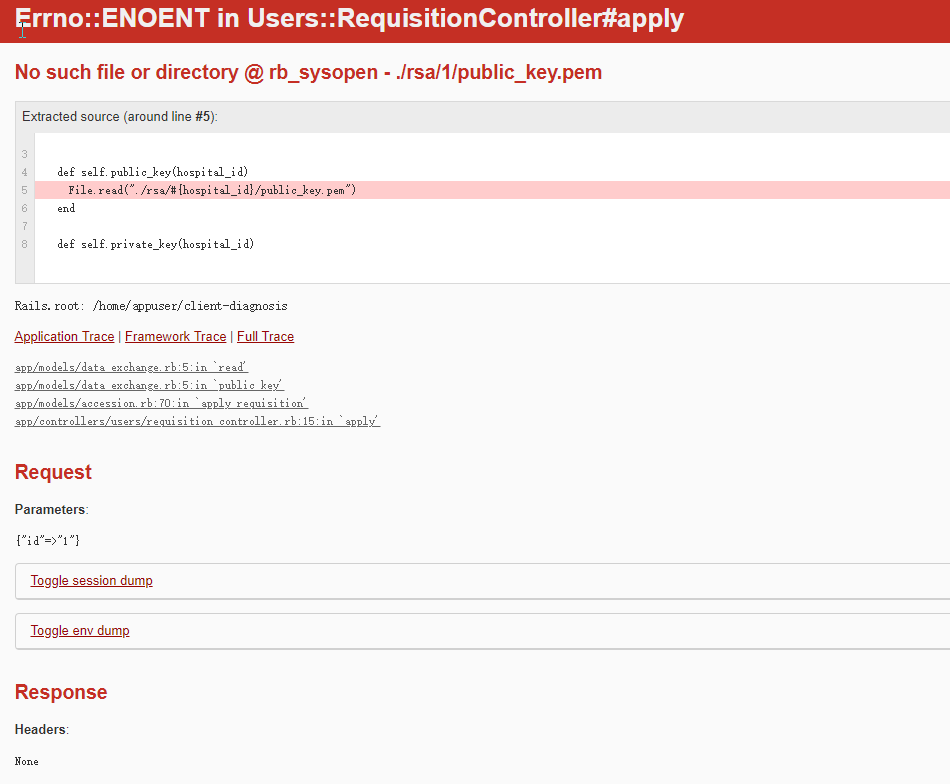 Errno::ENOENT in Users::RequisitionController#apply
No such file or directory @ rb_sysopen - ./rsa/1/public_key.pem
Extracted source (around line #5):
3
4 def self.public_key(hospital_id)
5 File.read("./rsa/#{hospital_id}/public_key.pem")
6 end
7
8 def self.private_key(hospital_id)
Rails.root: /home/appuser/client-diagnosis
Application Trace | Framework Trace | Full Trace
app/models/data_exchange.rb:5:in `read'
app/models/data_exchange.rb:5:in `public_key'
app/models/accession.rb:70:in `apply_requisition'
app/controllers/users/requisition_controller.rb:15:in `apply'
Request
Parameters:
{"id"=>"1"}
Toggle session dump
Toggle env dump
Response
Headers:
None